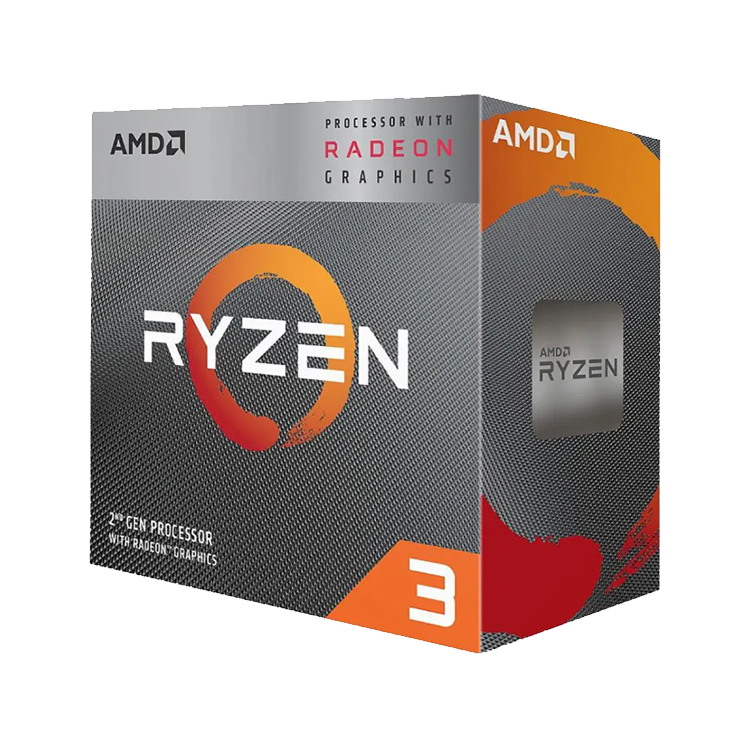 AMD
PROCESSOR WITH
RADEON
GRAPHICS
RYZEN
2ND GEN PROCESSOR
WITH RADEON™ GRAPHICS
3
AMD
AMD
RYZEN